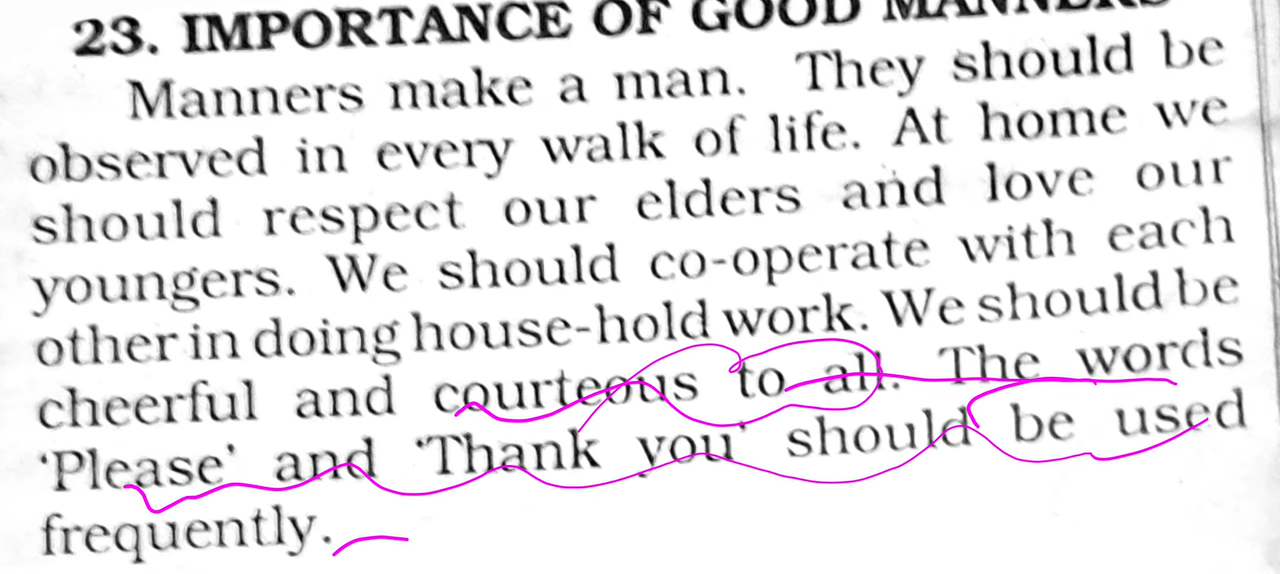 23. IMPORTANCE OF GOOD MANNERS
Manners make a man. They should be
observed in every walk of life. At home we
should respect our elders and love our
youngers. We should co-operate with each
other in doing house-hold work. We should be
cheerful and courteous to all. The words
'Please' and 'Thank you' should be used
frequently.